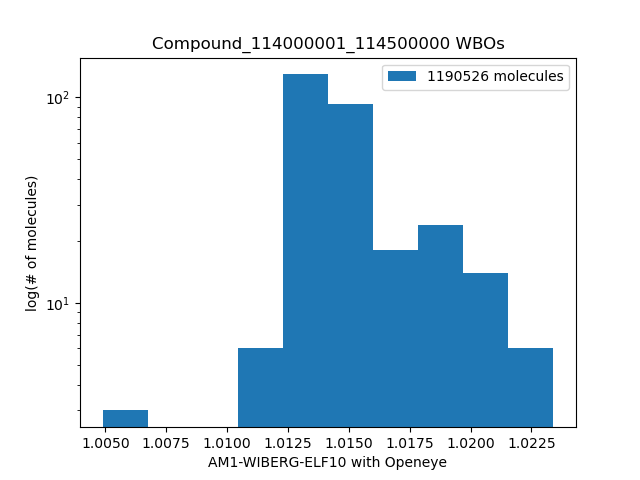 Compound_114000001_114500000 WBOs
1190526 molecules
log(# of molecules)
10²
10¹
1.0050 1.0075 1.0100 1.0125 1.0150 1.0175 1.0200 1.0225
AM1-WIBERG-ELF10 with Openeye